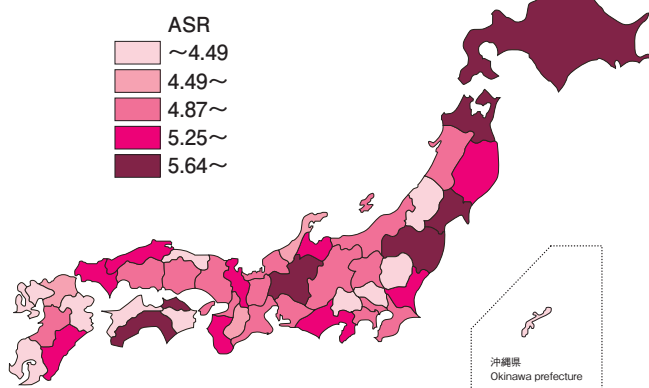 ASR
～4.49
4.49～
4.87～
5.25～
5.64～
沖縄県
Okinawa prefecture